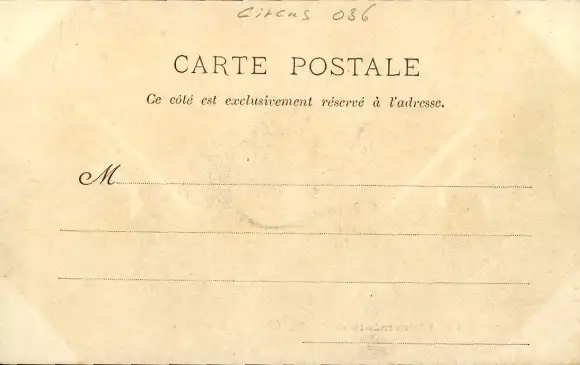 Circus 036
CARTE POSTALE
Ce côté est exclusivement réservé à l'adresse.
M